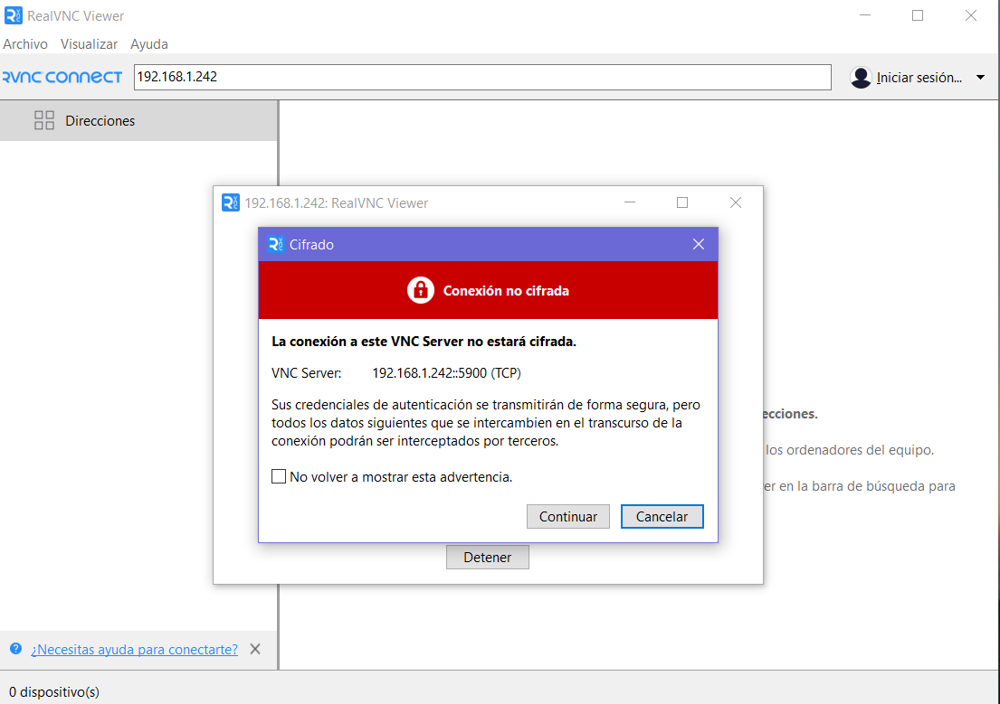 RealVNC Viewer
Archivo Visualizar Ayuda
RVNC CONNECT 192.168.1.242 Iniciar sesión...
Direcciones
192.168.1.242: RealVNC Viewer
Cifrado
Conexión no cifrada
La conexión a este VNC Server no estará cifrada.
VNC Server: 192.168.1.242::5900 (TCP)
Sus credenciales de autenticación se transmitirán de forma segura, pero
todos los datos siguientes que se intercambien en el transcurso de la
conexión podrán ser interceptados por terceros.
No volver a mostrar esta advertencia.
Continuar Cancelar
Detener
ecciones.
los ordenadores del equipo.
er en la barra de búsqueda para
¿Necesitas ayuda para conectarte?
0 dispositivo(s)